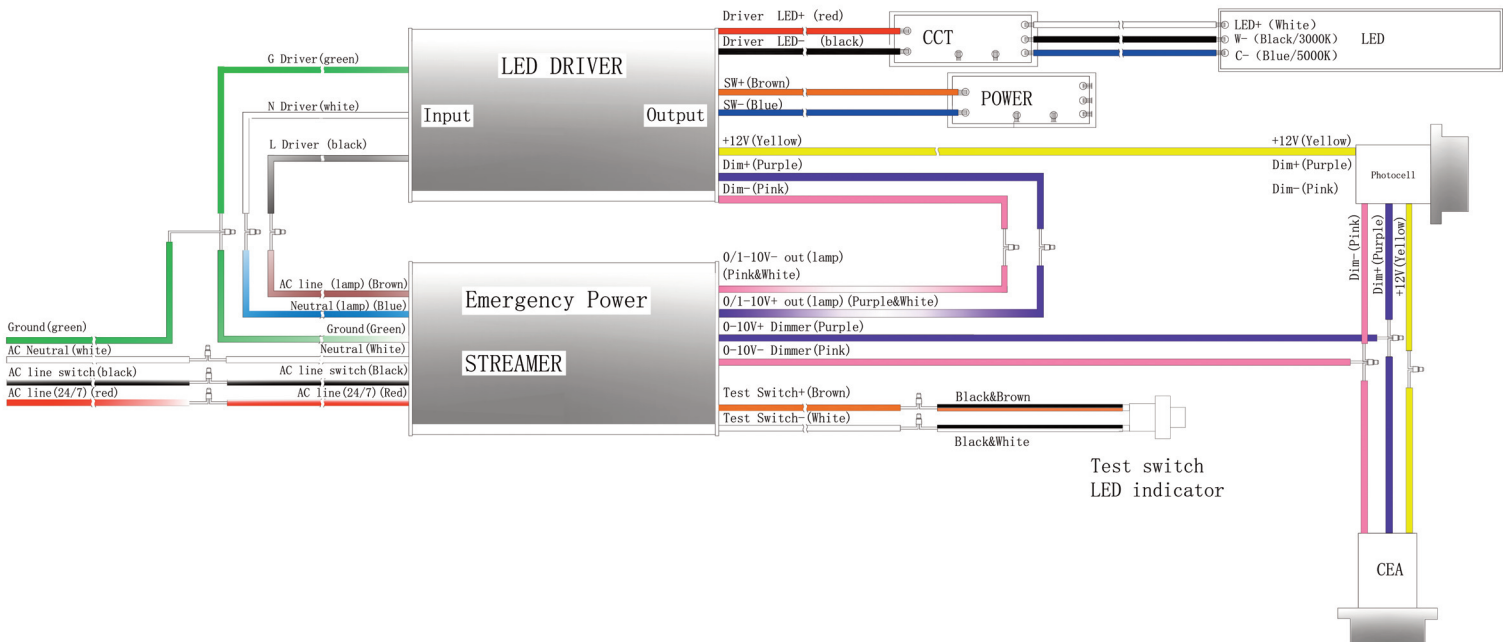 Driver LED+ (red)
Driver LED- (black)
CCT
LED+ (White)
W- (Black/3000K)
C- (Blue/5000K)
LED
G Driver(green)
LED DRIVER
N Driver(white)
Input
Output
L Driver (black)
SW+(Brown)
SW-(Blue)
POWER
+12V(Yellow)
Dim+(Purple)
Dim-(Pink)
+12V(Yellow)
Dim+(Purple)
Dim-(Pink)
Photocell
Dim-(Pink)
Dim+(Purple)
+12V(Yellow)
0/1-10V- out(lamp)
(Pink&White)
0/1-10V+ out(lamp)(Purple&White)
0-10V+ Dimmer(Purple)
0-10V- Dimmer(Pink)
AC line (lamp)(Brown)
Neutral(lamp)(Blue)
Ground(Green)
Neutral(White)
AC line switch(Black)
AC line(24/7)(Red)
Emergency Power
STREAMER
Ground(green)
AC Neutral(white)
AC line switch(black)
AC line(24/7)(red)
Test Switch+(Brown)
Test Switch-(White)
Black&Brown
Black&White
Test switch
LED indicator
CEA